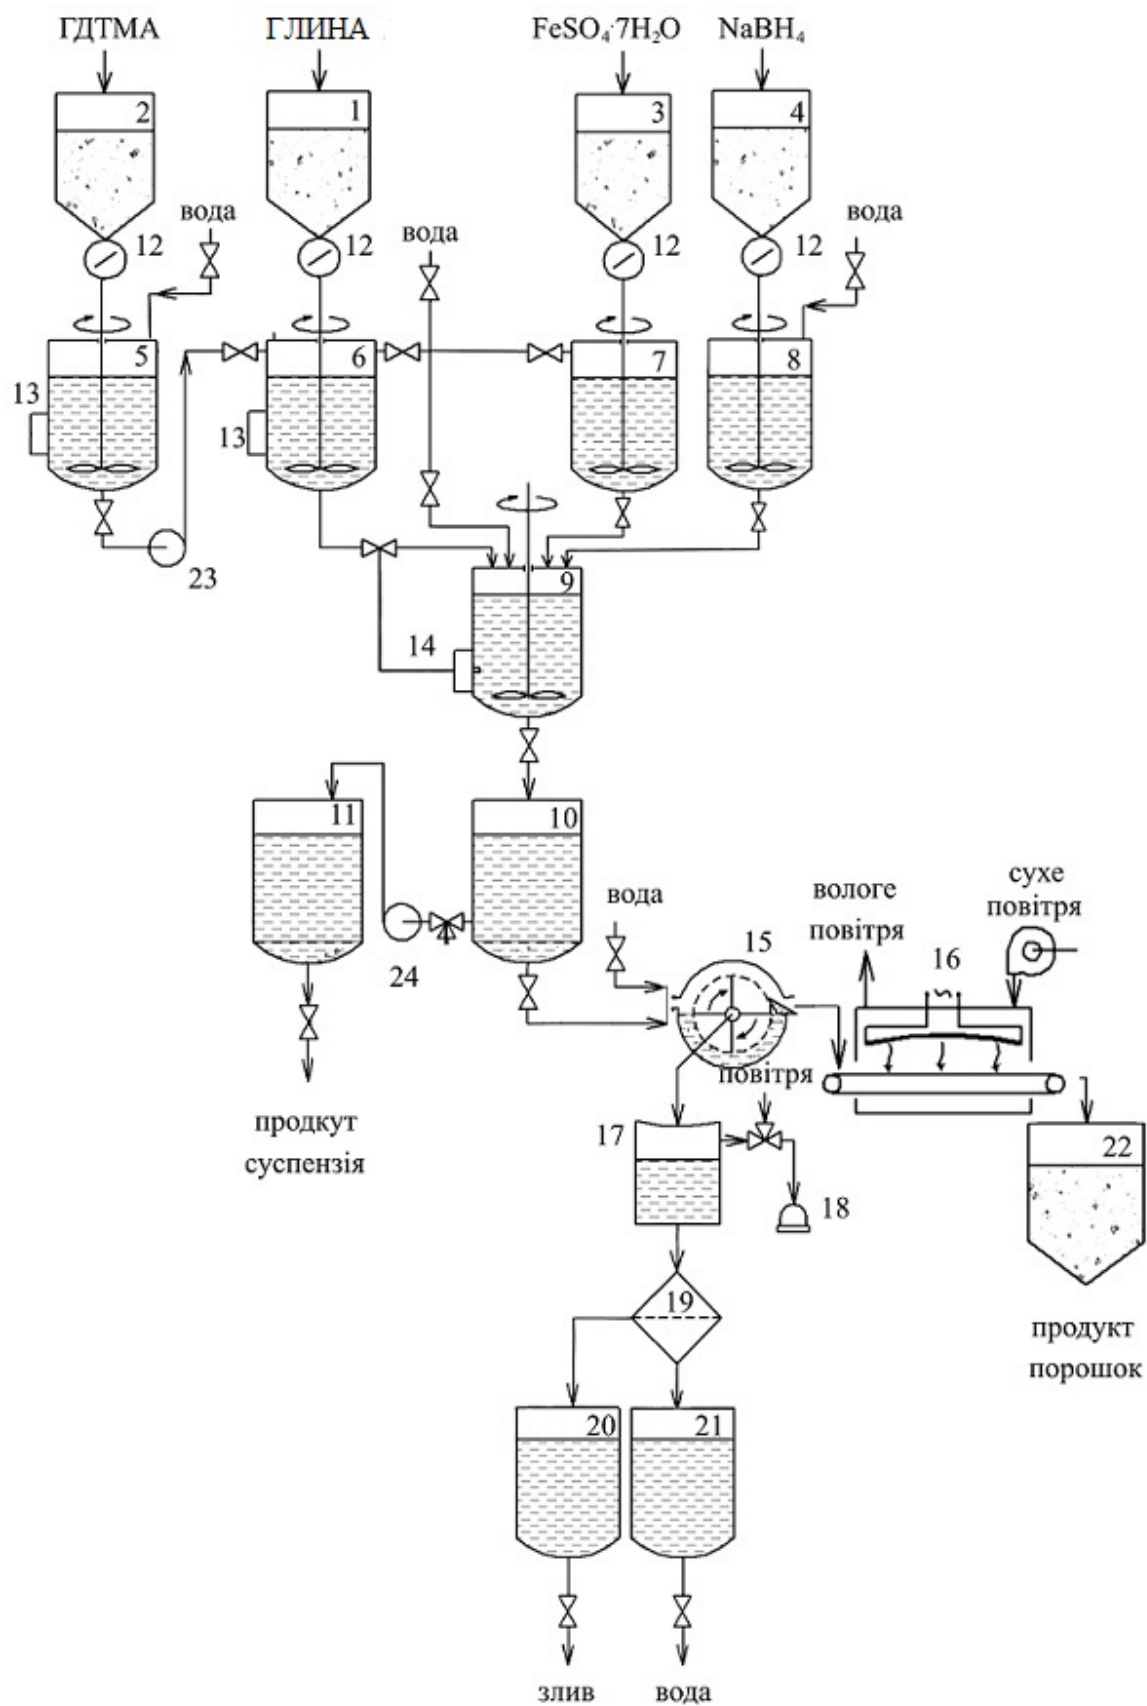 ГДТМА
ГЛИНА
FeSO₄·7H₂O
NaBH₄
2
1
3
4
вода
12
12
вода
12
12
вода
5
6
7
8
13
13
23
9
14
11
10
24
вода
15
вологе
повітря
сухе
повітря
16
повітря
продкут
суспензія
17
18
22
19
продукт
порошок
20
21
злив
вода